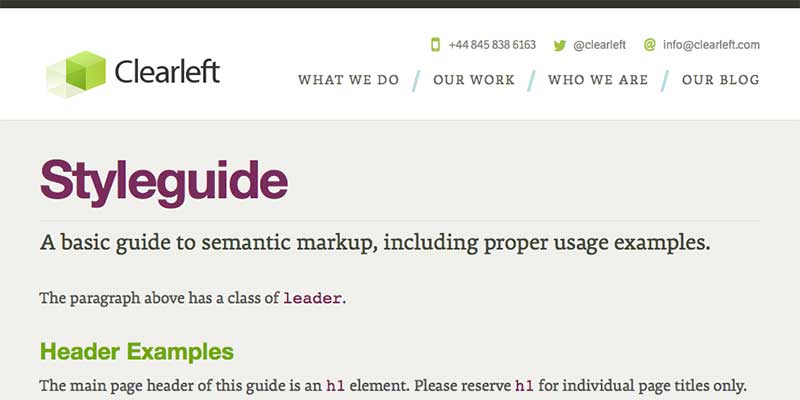 +44 845 838 6163 @clearleft info@clearleft.com
Clearleft
WHAT WE DO / OUR WORK / WHO WE ARE / OUR BLOG
Styleguide
A basic guide to semantic markup, including proper usage examples.
The paragraph above has a class of leader.
Header Examples
The main page header of this guide is an h1 element. Please reserve h1 for individual page titles only.